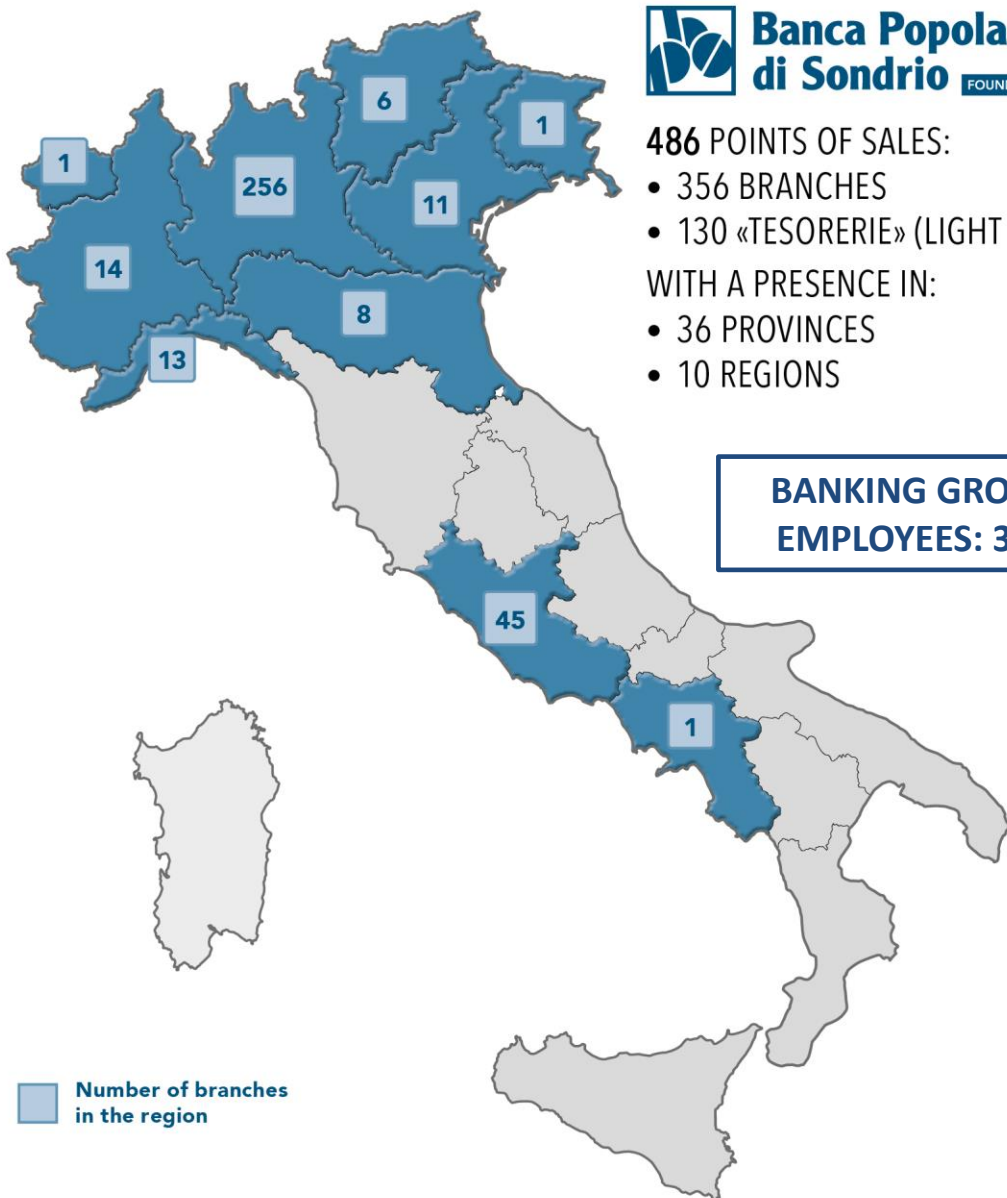 Banca Popola
di Sondrio FOUN
486 POINTS OF SALES:
• 356 BRANCHES
• 130 «TESORERIE» (LIGHT
WITH A PRESENCE IN:
• 36 PROVINCES
• 10 REGIONS
BANKING GRO
EMPLOYEES: 3
6
1
1
256
11
14
8
13
45
1
Number of branches
in the region